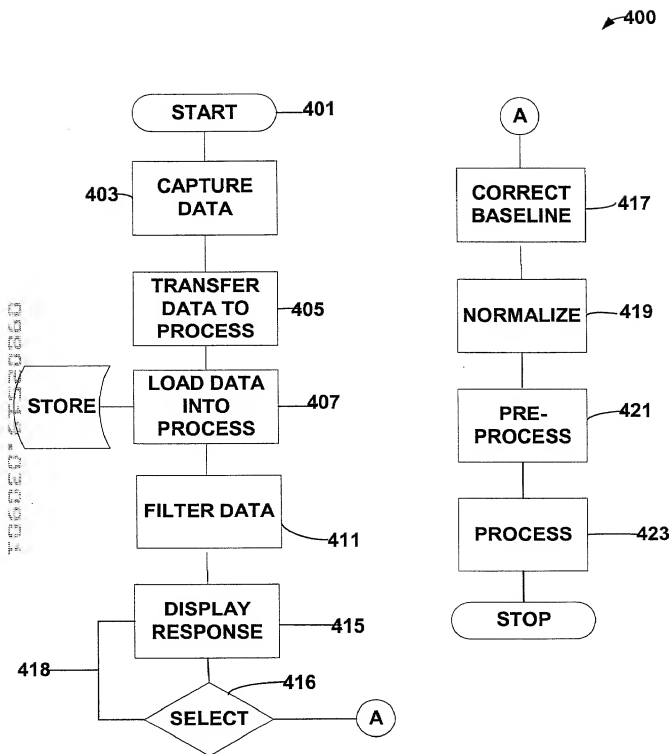 400
START
401
403
CAPTURE
DATA
TRANSFER
DATA TO
PROCESS
405
STORE
LOAD DATA
INTO
PROCESS
407
FILTER DATA
411
DISPLAY
RESPONSE
415
418
416
SELECT
A
A
CORRECT
BASELINE
417
NORMALIZE
419
PRE-
PROCESS
421
PROCESS
423
STOP